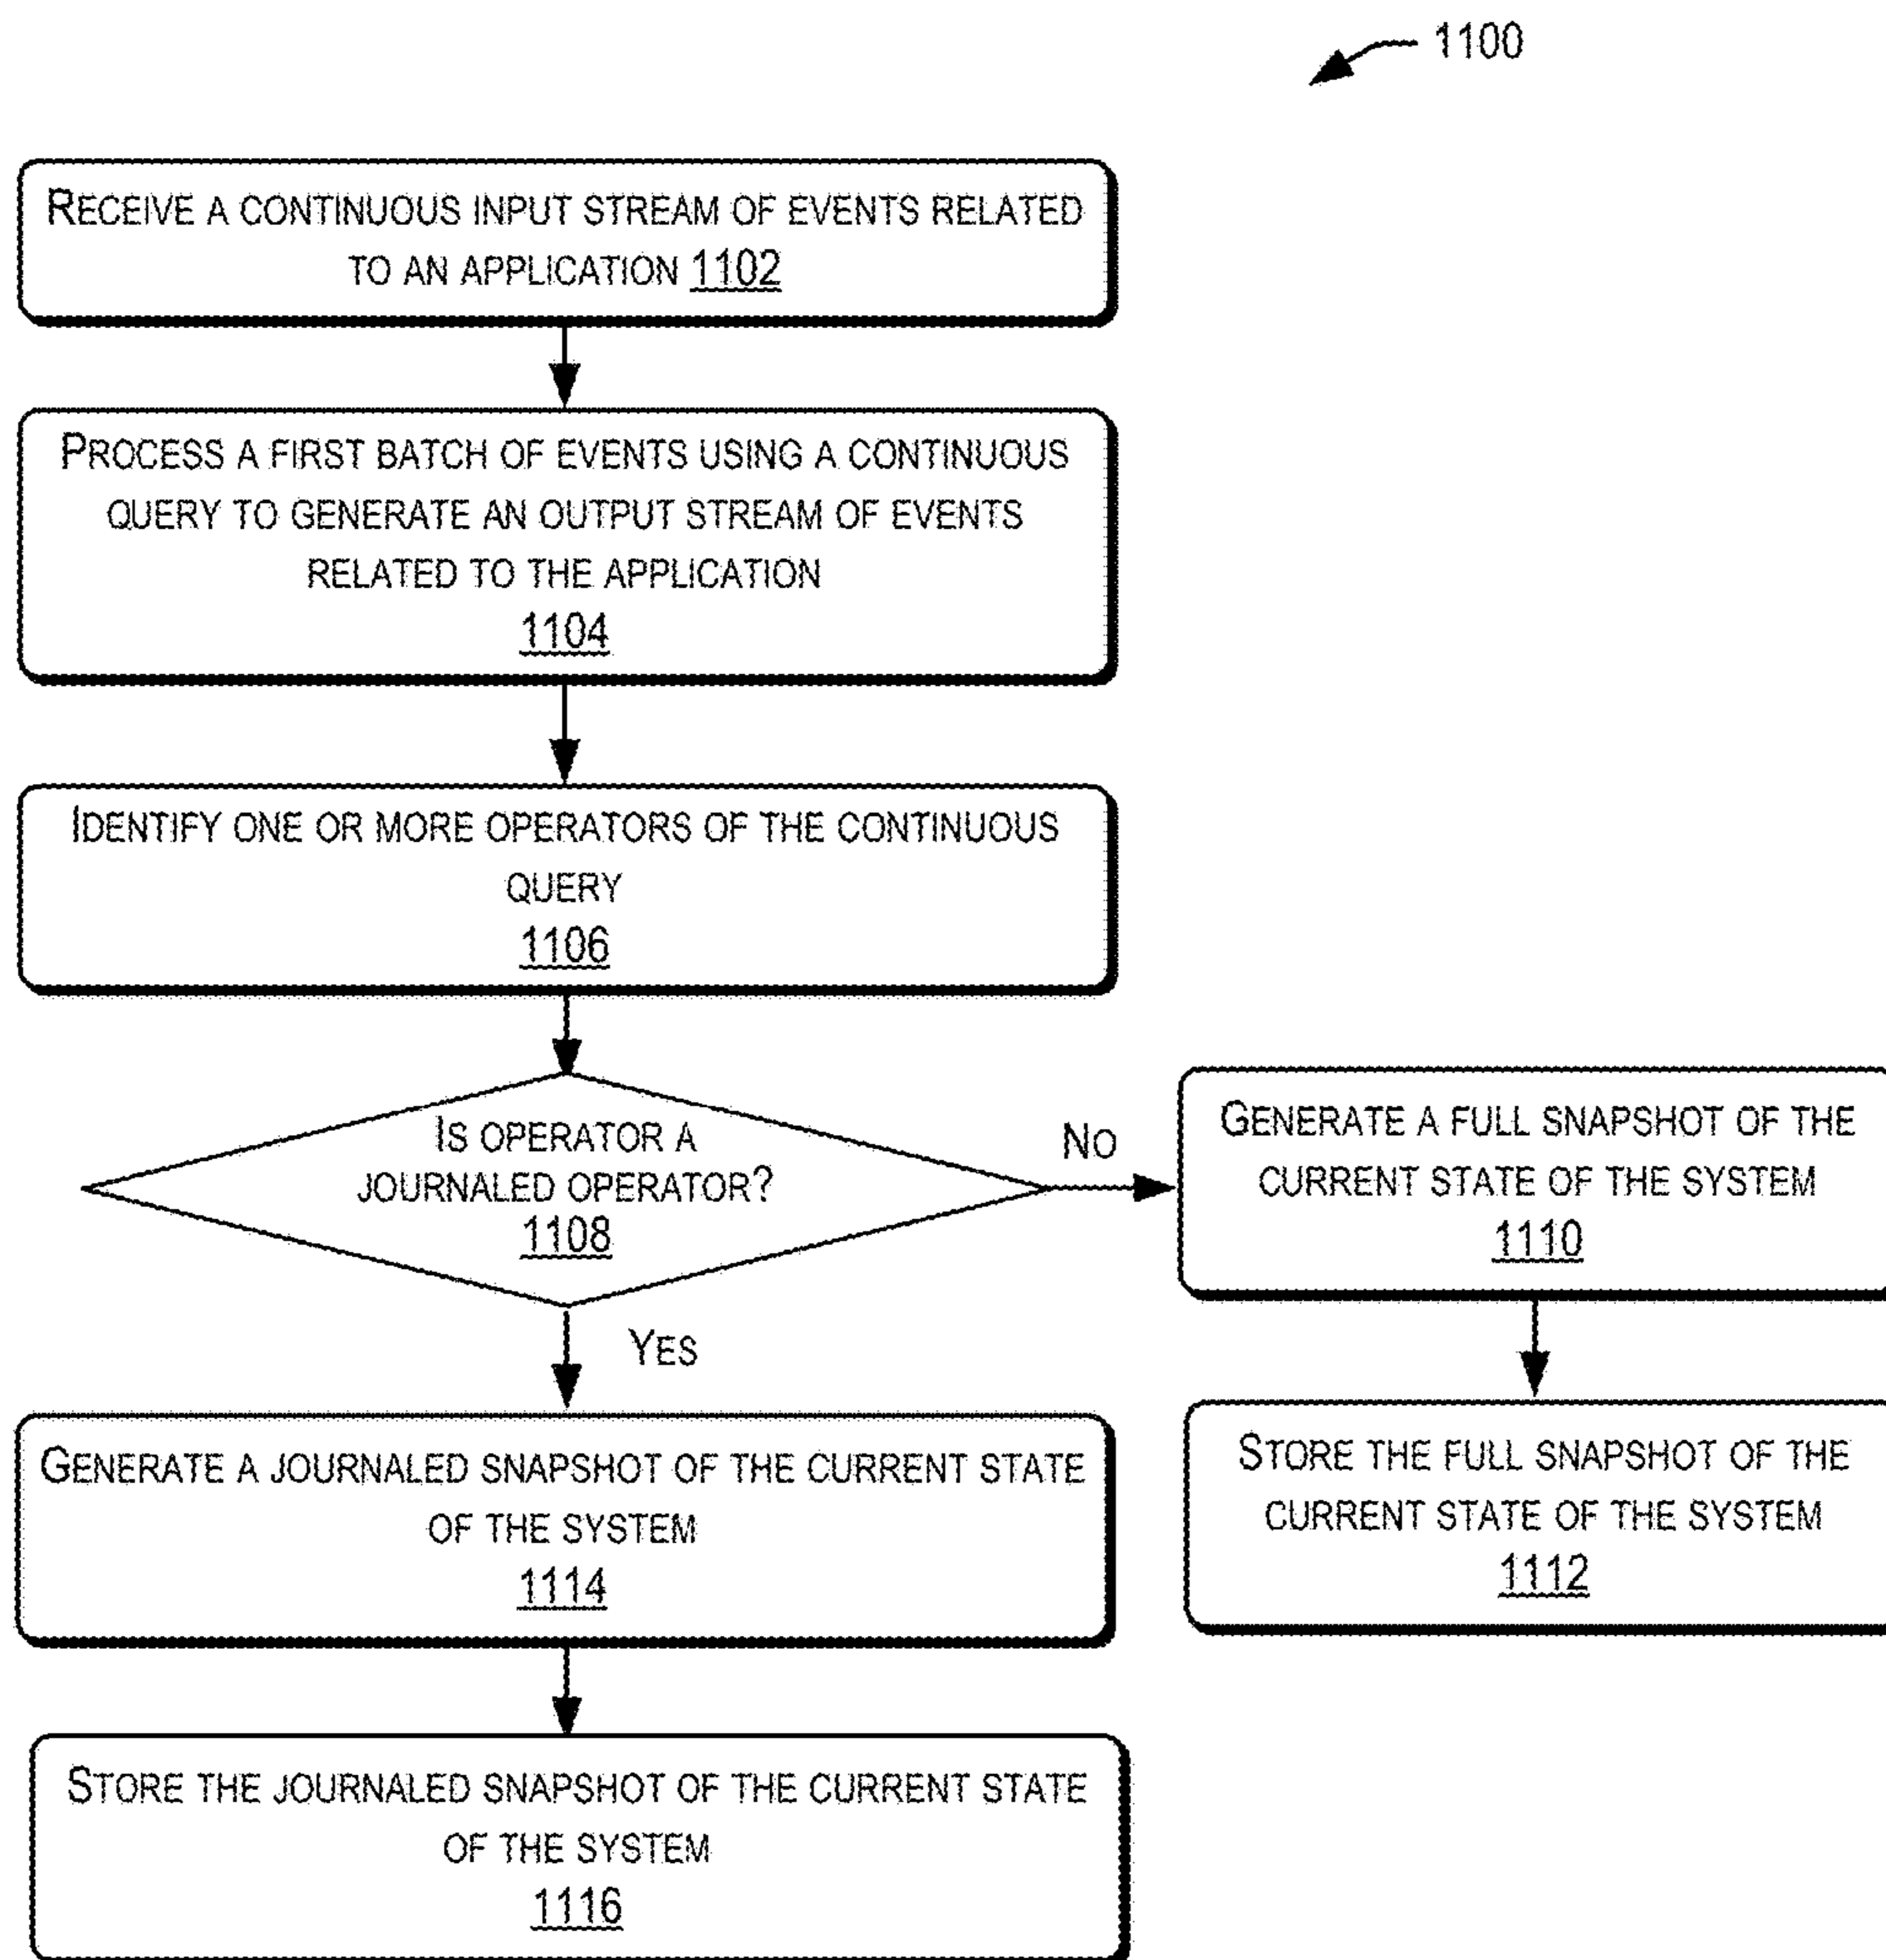 1100
RECEIVE A CONTINUOUS INPUT STREAM OF EVENTS RELATED
TO AN APPLICATION 1102
PROCESS A FIRST BATCH OF EVENTS USING A CONTINUOUS
QUERY TO GENERATE AN OUTPUT STREAM OF EVENTS
RELATED TO THE APPLICATION
1104
IDENTIFY ONE OR MORE OPERATORS OF THE CONTINUOUS
QUERY
1106
IS OPERATOR A
JOURNALED OPERATOR?
1108
NO
GENERATE A FULL SNAPSHOT OF THE
CURRENT STATE OF THE SYSTEM
1110
YES
STORE THE FULL SNAPSHOT OF THE
CURRENT STATE OF THE SYSTEM
1112
GENERATE A JOURNALED SNAPSHOT OF THE CURRENT STATE
OF THE SYSTEM
1114
STORE THE JOURNALED SNAPSHOT OF THE CURRENT STATE
OF THE SYSTEM
1116